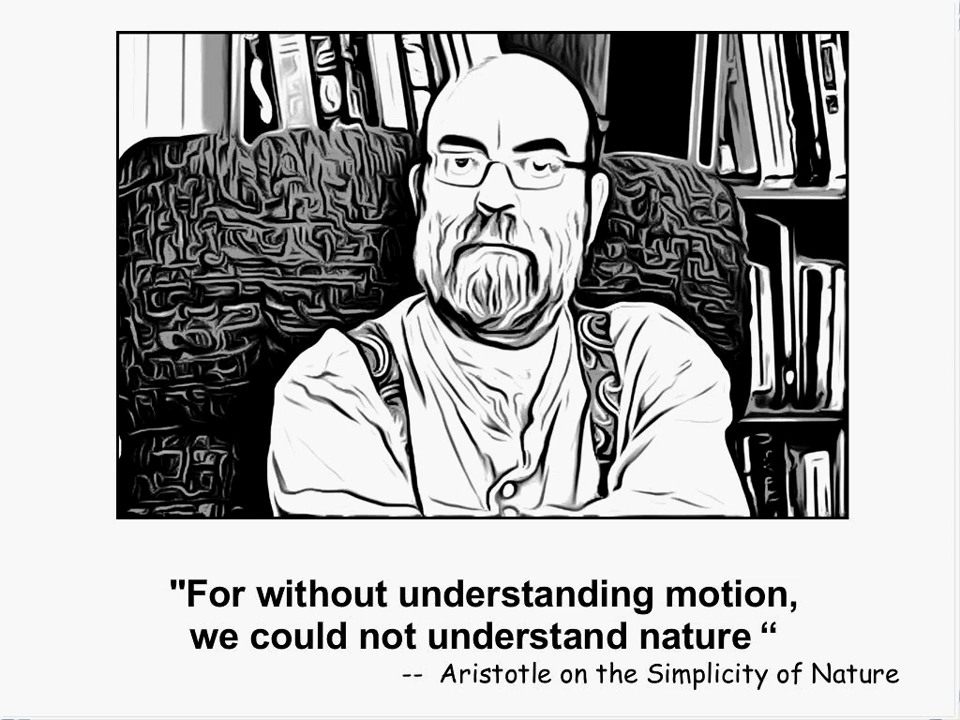 "For without understanding motion,
we could not understand nature “
-- Aristotle on the Simplicity of Nature